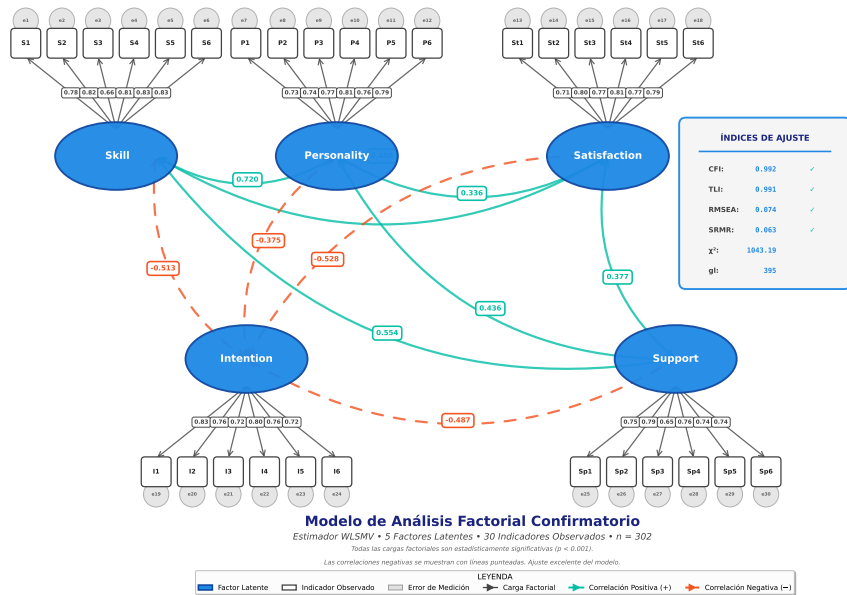 e1 e2 e3 e4 e5 e6 e7 e8 e9 e10 e11 e12 e13 e14 e15 e16 e17 e18
S1 S2 S3 S4 S5 S6 P1 P2 P3 P4 P5 P6 St1 St2 St3 St4 St5 St6
0.78 0.82 0.66 0.81 0.83 0.83 0.73 0.74 0.77 0.81 0.76 0.79 0.71 0.80 0.77 0.81 0.77 0.79
Skill Personality Satisfaction
ÍNDICES DE AJUSTE
CFI: 0.992 ✓
TLI: 0.991 ✓
RMSEA: 0.074 ✓
SRMR: 0.063 ✓
χ²: 1043.19
gl: 395
0.720
0.336
-0.375
-0.528
-0.513
0.377
0.436
0.554
Intention Support
-0.487
0.83 0.76 0.72 0.80 0.76 0.72 0.75 0.79 0.65 0.76 0.74 0.74
I1 I2 I3 I4 I5 I6 Sp1 Sp2 Sp3 Sp4 Sp5 Sp6
e19 e20 e21 e22 e23 e24 e25 e26 e27 e28 e29 e30
Modelo de Análisis Factorial Confirmatorio
Estimador WLSMV • 5 Factores Latentes • 30 Indicadores Observados • n = 302
Todas las cargas factoriales son estadísticamente significativas (p < 0.001).
Las correlaciones negativas se muestran con líneas punteadas. Ajuste excelente del modelo.
LEYENDA
Factor Latente Indicador Observado Error de Medición Carga Factorial Correlación Positiva (+) Correlación Negativa (−)